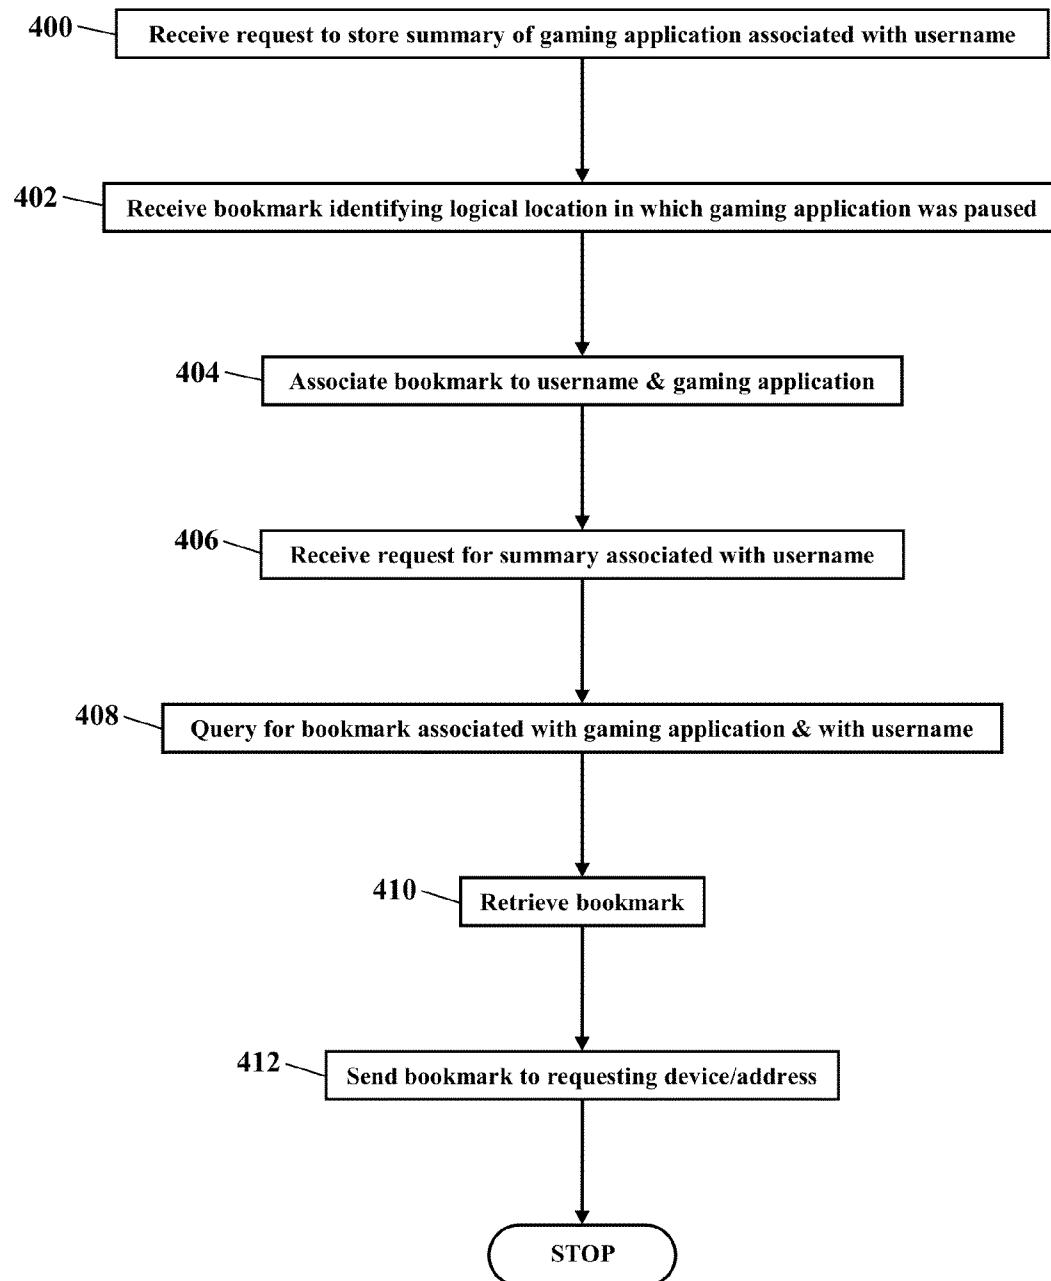 400
Receive request to store summary of gaming application associated with username
402
Receive bookmark identifying logical location in which gaming application was paused
404
Associate bookmark to username & gaming application
406
Receive request for summary associated with username
408
Query for bookmark associated with gaming application & with username
410
Retrieve bookmark
412
Send bookmark to requesting device/address
STOP